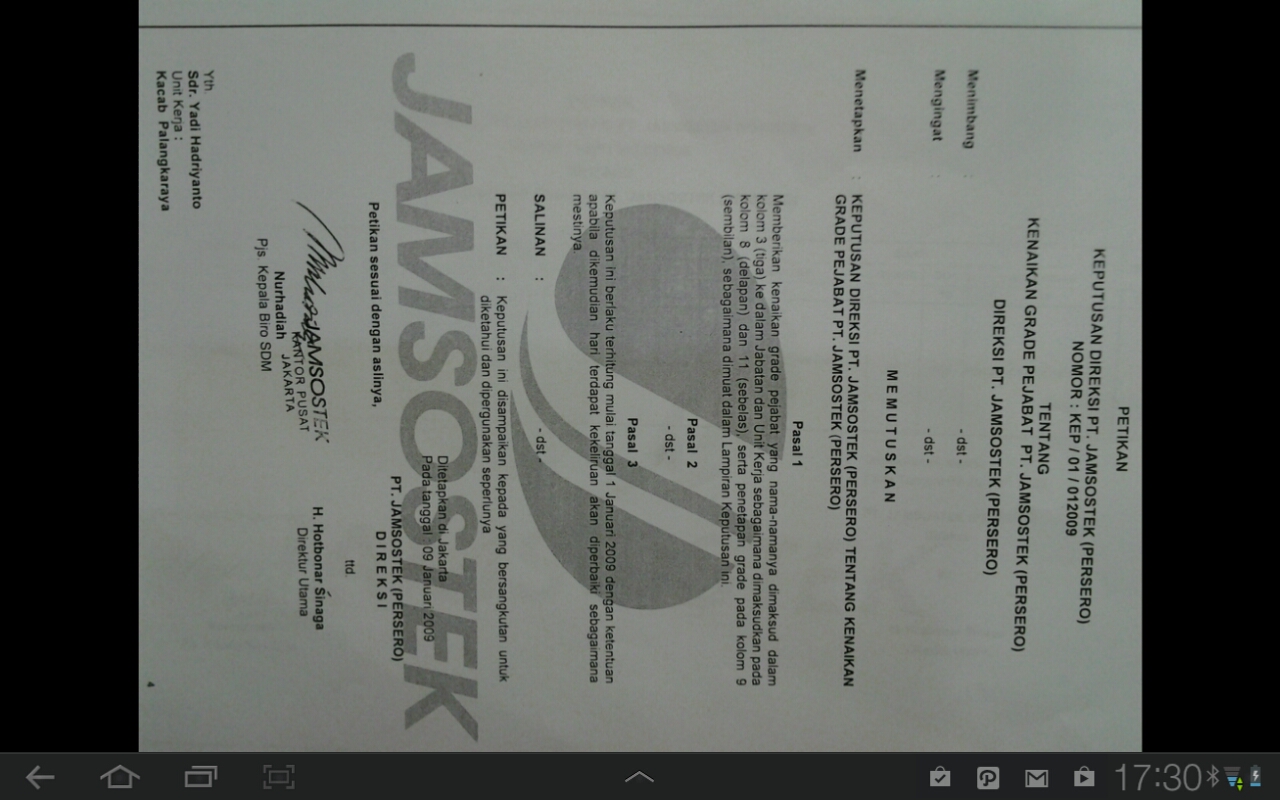 PETIKAN
KEPUTUSAN DIREKSI PT. JAMSOSTEK (PERSERO)
NOMOR : KEP / 01 / 012009
TENTANG
KENAIKAN GRADE PEJABAT PT. JAMSOSTEK (PERSERO)
DIREKSI PT. JAMSOSTEK (PERSERO)
Menimbang : - dst -
Mengingat : - dst -
M E M U T U S K A N
Menetapkan : KEPUTUSAN DIREKSI PT. JAMSOSTEK (PERSERO) TENTANG KENAIKAN
GRADE PEJABAT PT. JAMSOSTEK (PERSERO)
Pasal 1
Memberikan kenaikan grade pejabat yang nama-namanya dimaksud dalam
kolom 3 (tiga) ke dalam Jabatan dan Unit Kerja sebagaimana dimaksudkan pada
kolom 8 (delapan) dan 11 (sebelas), serta penetapan grade pada kolom 9
(sembilan), sebagaimana dimuat dalam Lampiran Keputusan ini.
Pasal 2
- dst -
Pasal 3
Keputusan ini berlaku terhitung mulai tanggal 1 Januari 2009 dengan ketentuan
apabila dikemudian hari terdapat kekeliruan akan diperbaiki sebagaimana
mestinya.
SALINAN : - dst -
PETIKAN : Keputusan ini disampaikan kepada yang bersangkutan untuk
diketahui dan dipergunakan seperlunya
JAMSOSTEK
Ditetapkan di Jakarta
Pada tanggal : 09 Januari 2009
PT. JAMSOSTEK (PERSERO)
D I R E K S I
Petikan sesuai dengan aslinya,
ttd.
JAMSOSTEK
KANTOR PUSAT
JAKARTA
Nurhadiah
Pjs. Kepala Biro SDM
H. Hotbonar Sinaga
Direktur Utama
Yth.
Sdr. Yadi Hadriyanto
Unit Kerja :
Kacab Palangkaraya
4
17:30